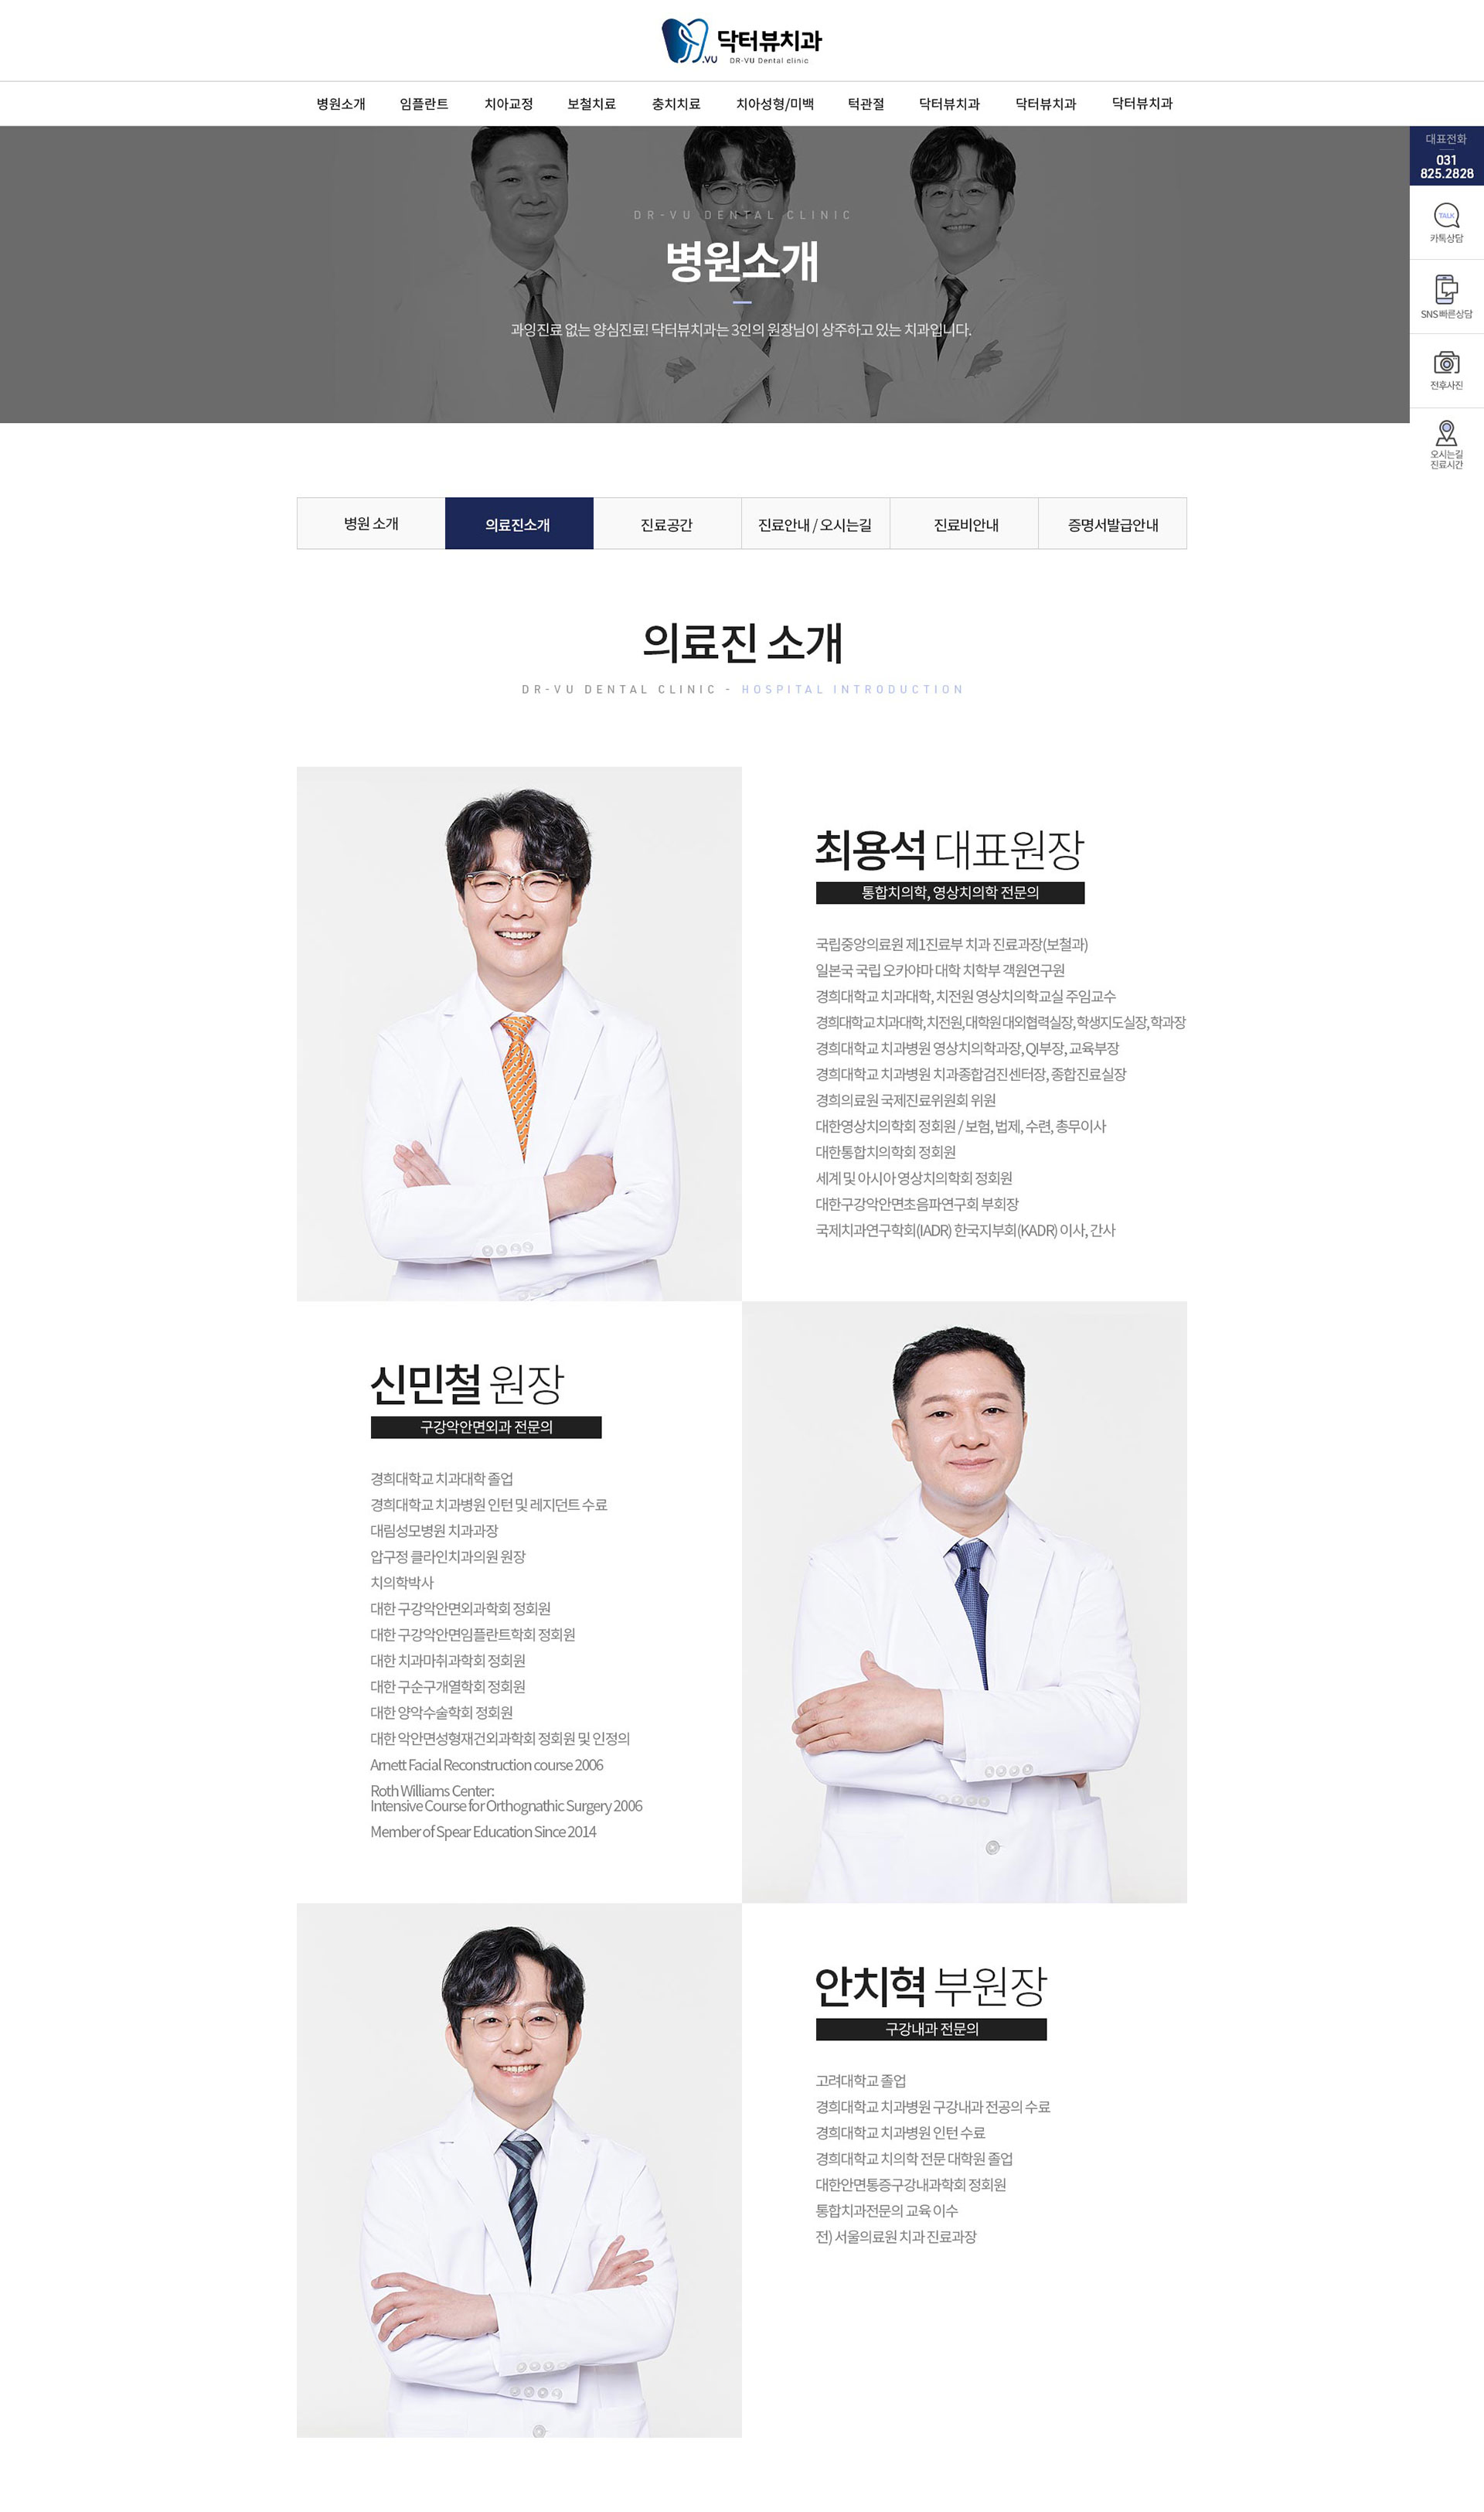 .VU
닥터뷰치과
DR-VU Dental clinic
병원소개 임플란트 치아교정 보철치료 충치치료 치아성형/미백 턱관절 닥터뷰치과 닥터뷰치과 닥터뷰치과
대표전화
031
825.2828
TALK
카톡상담
SNS 빠른상담
전후사진
오시는길
진료시간
DR-VU DENTAL CLINIC
병원소개
과잉진료 없는 양심진료! 닥터뷰치과는 3인의 원장님이 상주하고 있는 치과입니다.
병원 소개 의료진소개 진료공간 진료안내 / 오시는길 진료비안내 증명서발급안내
의료진 소개
DR-VU DENTAL CLINIC - HOSPITAL INTRODUCTION
최용석 대표원장
통합치의학, 영상치의학 전문의
국립중앙의료원 제1진료부 치과 진료과장(보철과)
일본국 국립 오카야마 대학 치학부 객원연구원
경희대학교 치과대학, 치전원 영상치의학교실 주임교수
경희대학교 치과대학, 치전원, 대학원 대외협력실장, 학생지도실장, 학과장
경희대학교 치과병원 영상치의학과장, QI부장, 교육부장
경희대학교 치과병원 치과종합검진센터장, 종합진료실장
경희의료원 국제진료위원회 위원
대한영상치의학회 정회원 / 보험, 법제, 수련, 총무이사
대한통합치의학회 정회원
세계 및 아시아 영상치의학회 정회원
대한구강악안면초음파연구회 부회장
국제치과연구학회(IADR) 한국지부회(KADR) 이사, 간사
신민철 원장
구강악안면외과 전문의
경희대학교 치과대학 졸업
경희대학교 치과병원 인턴 및 레지던트 수료
대림성모병원 치과과장
압구정 클라인치과의원 원장
치의학박사
대한 구강악안면외과학회 정회원
대한 구강악안면임플란트학회 정회원
대한 치과마취과학회 정회원
대한 구순구개열학회 정회원
대한 양악수술학회 정회원
대한 악안면성형재건외과학회 정회원 및 인정의
Arnett Facial Reconstruction course 2006
Roth Williams Center:
Intensive Course for Orthognathic Surgery 2006
Member of Spear Education Since 2014
안치혁 부원장
구강내과 전문의
고려대학교 졸업
경희대학교 치과병원 구강내과 전공의 수료
경희대학교 치과병원 인턴 수료
경희대학교 치의학 전문 대학원 졸업
대한안면통증구강내과학회 정회원
통합치과전문의 교육 이수
전) 서울의료원 치과 진료과장